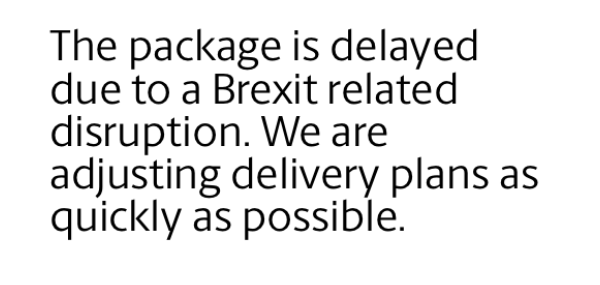 The package is delayed
due to a Brexit related
disruption. We are
adjusting delivery plans as
quickly as possible.